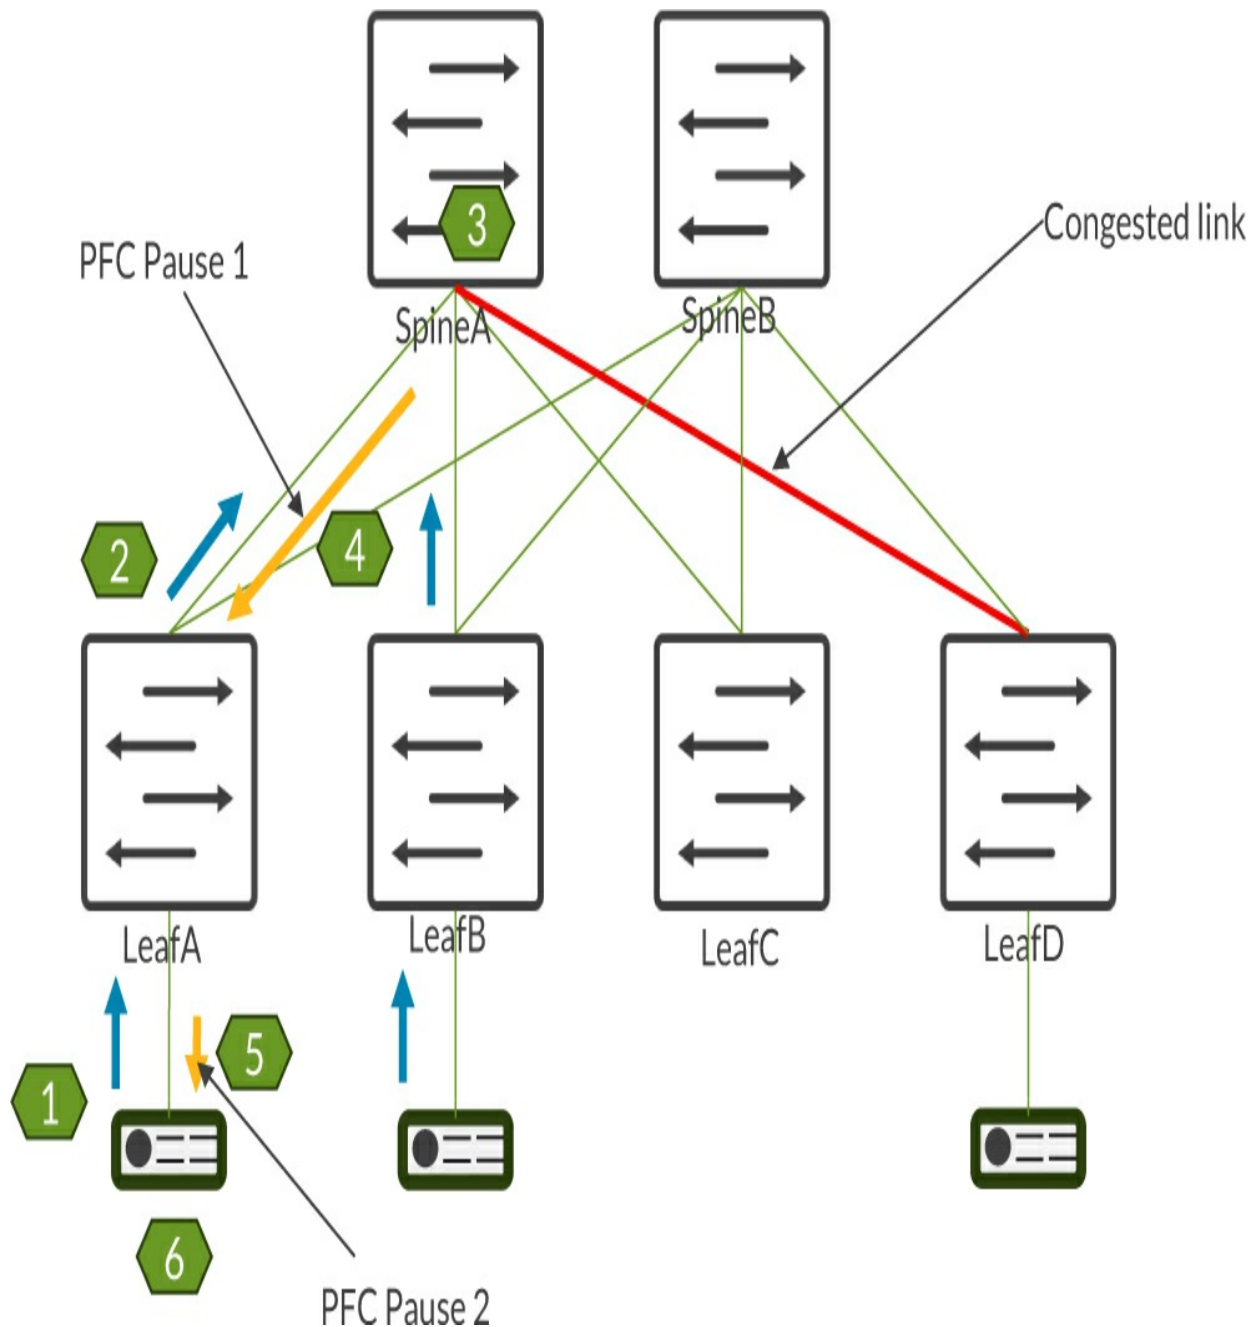 3
PFC Pause 1
Congested link
SpineA
SpineB
2
4
LeafA
LeafB
LeafC
LeafD
5
1
6
PFC Pause 2